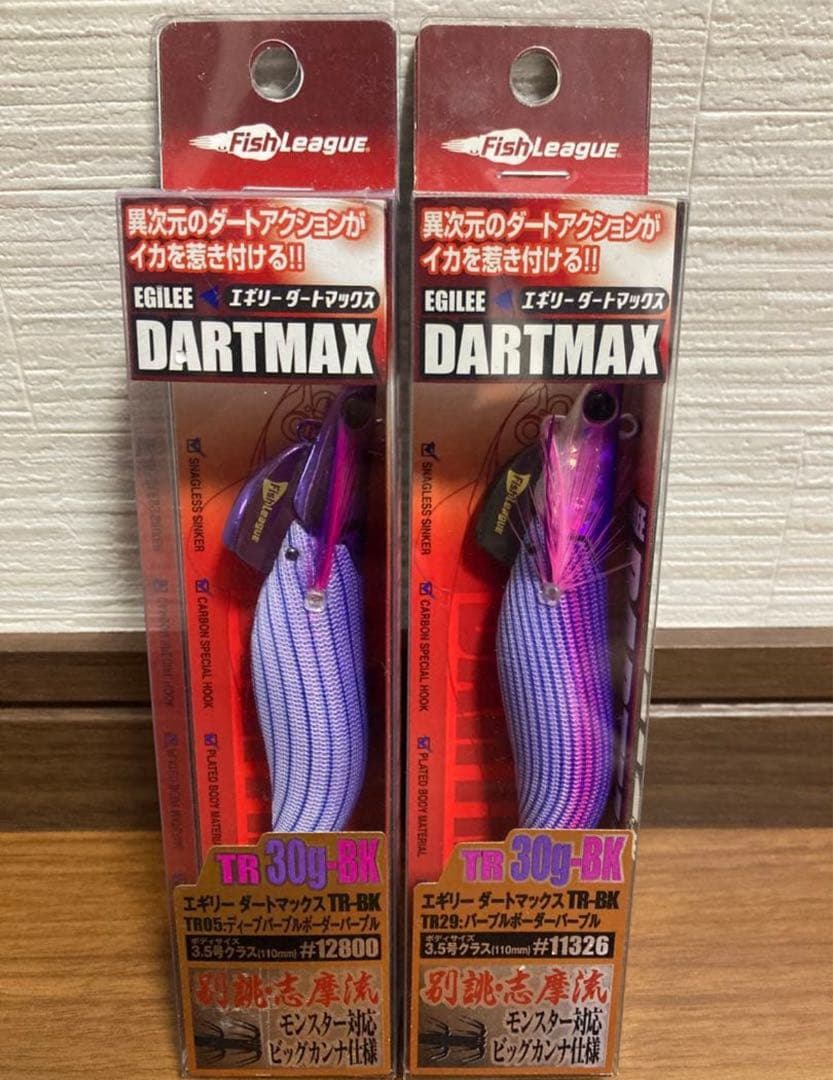 FishLeague
異次元のダートアクションが
イカを惹き付ける!!
EGILEE エギリーダートマックス
DARTMAX
FishLeague
SNAGLESS SINKER
CARBON SPECIAL HOOK
PLATED BODY MATERIAL
TR 30g-BK
エギリー ダートマックス TR-BK
TR05:ディープパープルボーダーパープル
ボディサイズ
3.5号クラス(110mm) #12800
別誂・志摩流
モンスター対応
ビッグカンナ仕様
FishLeague
異次元のダートアクションが
イカを惹き付ける!!
EGILEE エギリーダートマックス
DARTMAX
FishLeague
SNAGLESS SINKER
CARBON SPECIAL HOOK
PLATED BODY MATERIAL
TR 30g-BK
エギリー ダートマックス TR-BK
TR29:パープルボーダーパープル
ボディサイズ
3.5号クラス(110mm) #11326
別誂・志摩流
モンスター対応
ビッグカンナ仕様